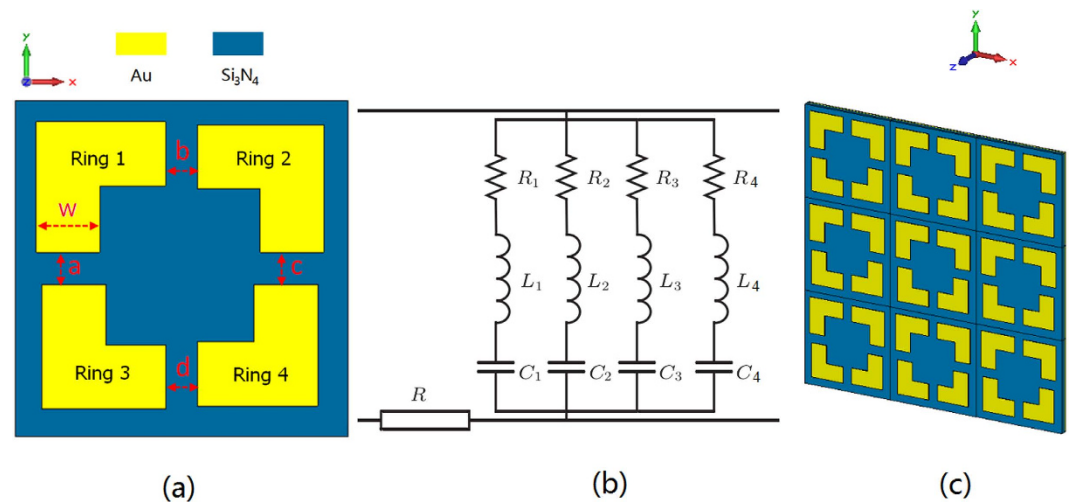 Au
Si₃N₄
y
x
z
Ring 1
b
Ring 2
w
a
c
Ring 3
d
Ring 4
(a)
R₁ R₂ R₃ R₄
L₁ L₂ L₃ L₄
C₁ C₂ C₃ C₄
R
(b)
y
z
x
(c)